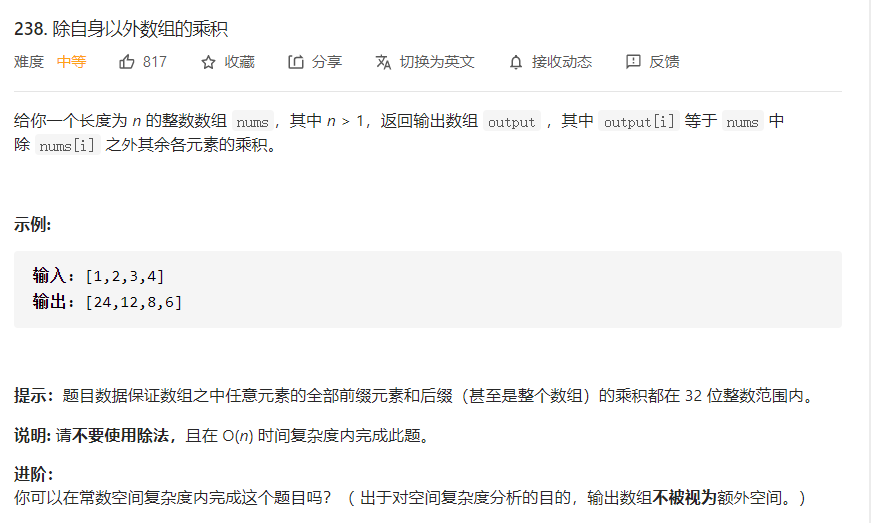 238. 除自身以外数组的乘积
难度 中等 817 收藏 分享 切换为英文 接收动态 反馈
给你一个长度为 n 的整数数组 nums，其中 n > 1，返回输出数组 output ，其中 output[i] 等于 nums 中
除 nums[i] 之外其余各元素的乘积。
示例:
输入: [1,2,3,4]
输出: [24,12,8,6]
提示：题目数据保证数组之中任意元素的全部前缀元素和后缀（甚至是整个数组）的乘积都在 32 位整数范围内。
说明: 请不要使用除法，且在 O(n) 时间复杂度内完成此题。
进阶：
你可以在常数空间复杂度内完成这个题目吗？（ 出于对空间复杂度分析的目的，输出数组不被视为额外空间。）